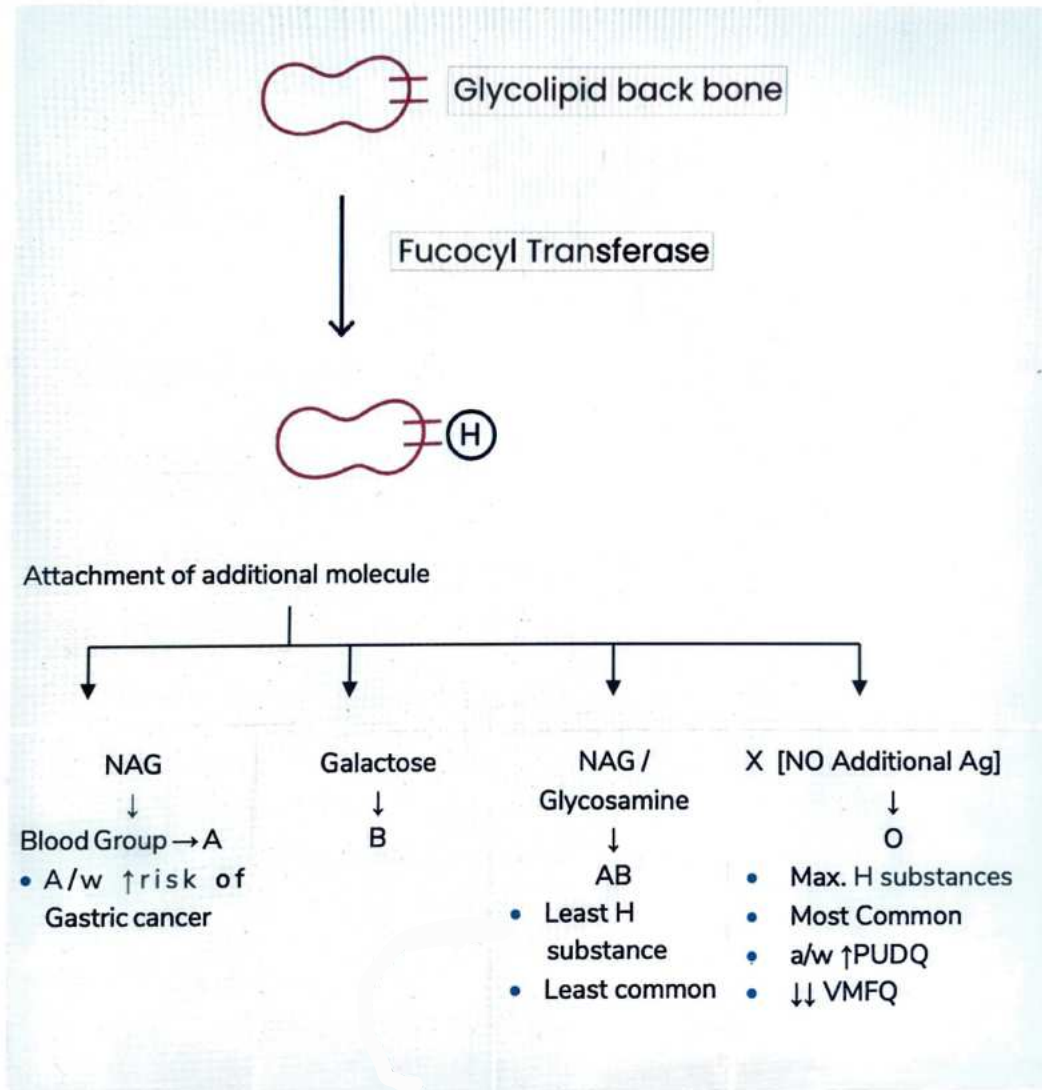 Glycolipid back bone
Fucocyl Transferase
H
Attachment of additional molecule
NAG
↓
Blood Group → A
• A/w ↑risk of
Gastric cancer
Galactose
↓
B
NAG /
Glycosamine
↓
AB
• Least H
substance
• Least common
X [NO Additional Ag]
↓
O
• Max. H substances
• Most Common
• a/w ↑PUDQ
• ↓↓ VMFQ